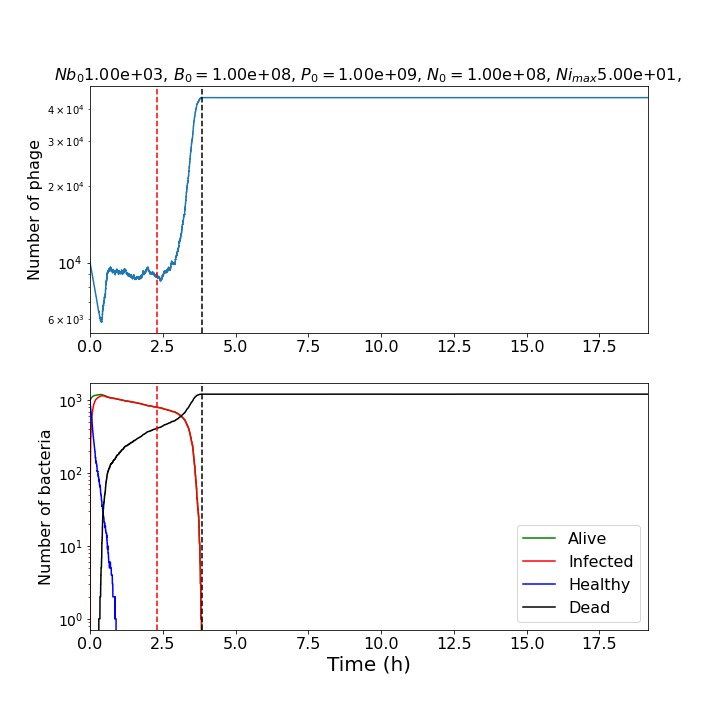 Nb₀1.00e+03, B₀ = 1.00e+08, P₀ = 1.00e+09, N₀ = 1.00e+08, Ni_max5.00e+01,
Number of phage
4 × 10⁴
3 × 10⁴
2 × 10⁴
10⁴
6 × 10³
0.0 2.5 5.0 7.5 10.0 12.5 15.0 17.5
Number of bacteria
10³
10²
10¹
10⁰
Alive
Infected
Healthy
Dead
0.0 2.5 5.0 7.5 10.0 12.5 15.0 17.5
Time (h)